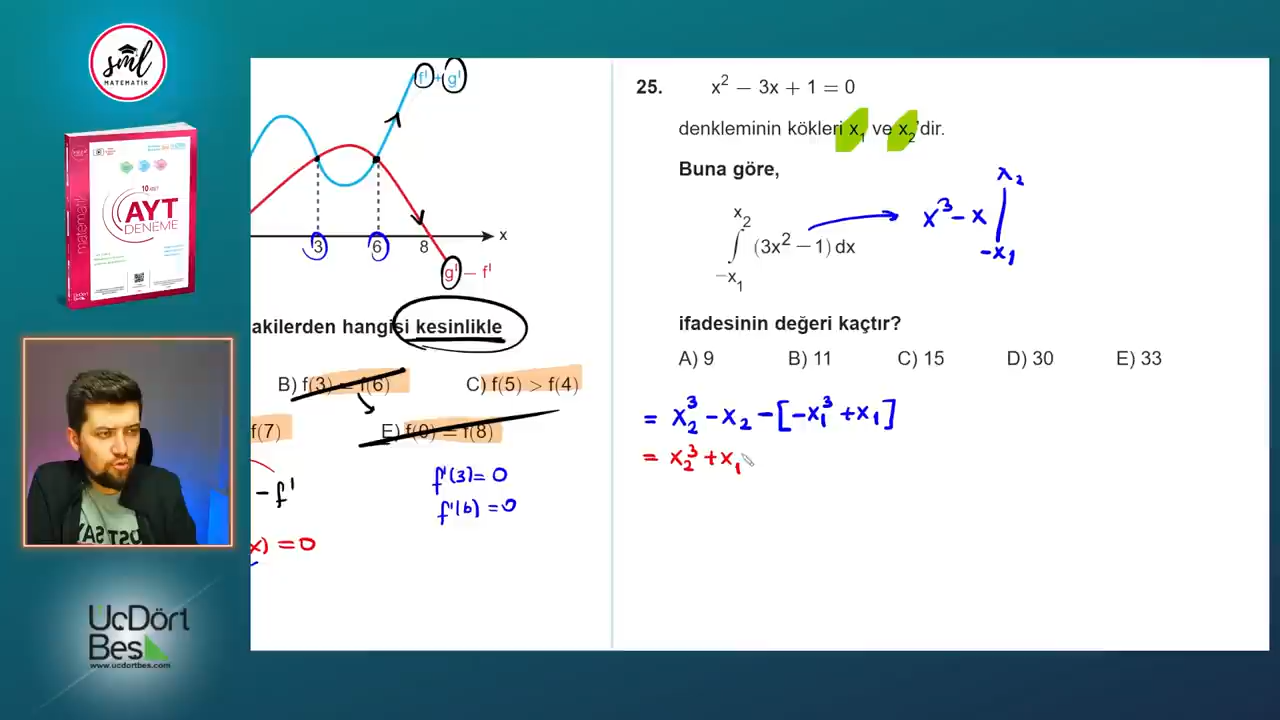 sml
MATEMATİK
matematik
10 ADET
AYT
DENEME
ÜçDört
Beş
www.ucdortbes.com
f' + g'
3
6
8
x
g' − f'
akilerden hangisi kesinlikle
B) f(3) = f(6)
C) f(5) > f(4)
f(7)
E) f(0) = f(8)
− f'
f'(3) = 0
f'(6) = 0
x) = 0
25. x² − 3x + 1 = 0
denkleminin kökleri x₁ ve x₂'dir.
Buna göre,
∫ (3x² − 1) dx
x₂
−x₁
x³ − x
x₂
−x₁
ifadesinin değeri kaçtır?
A) 9 B) 11 C) 15 D) 30 E) 33
= x₂³ − x₂ − [−x₁³ + x₁]
= x₂³ + x₁